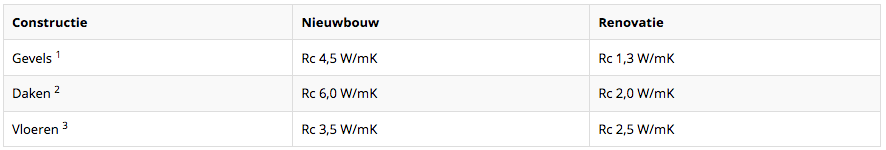 Constructie Nieuwbouw Renovatie
Gevels ¹ Rc 4,5 W/mK Rc 1,3 W/mK
Daken ² Rc 6,0 W/mK Rc 2,0 W/mK
Vloeren ³ Rc 3,5 W/mK Rc 2,5 W/mK